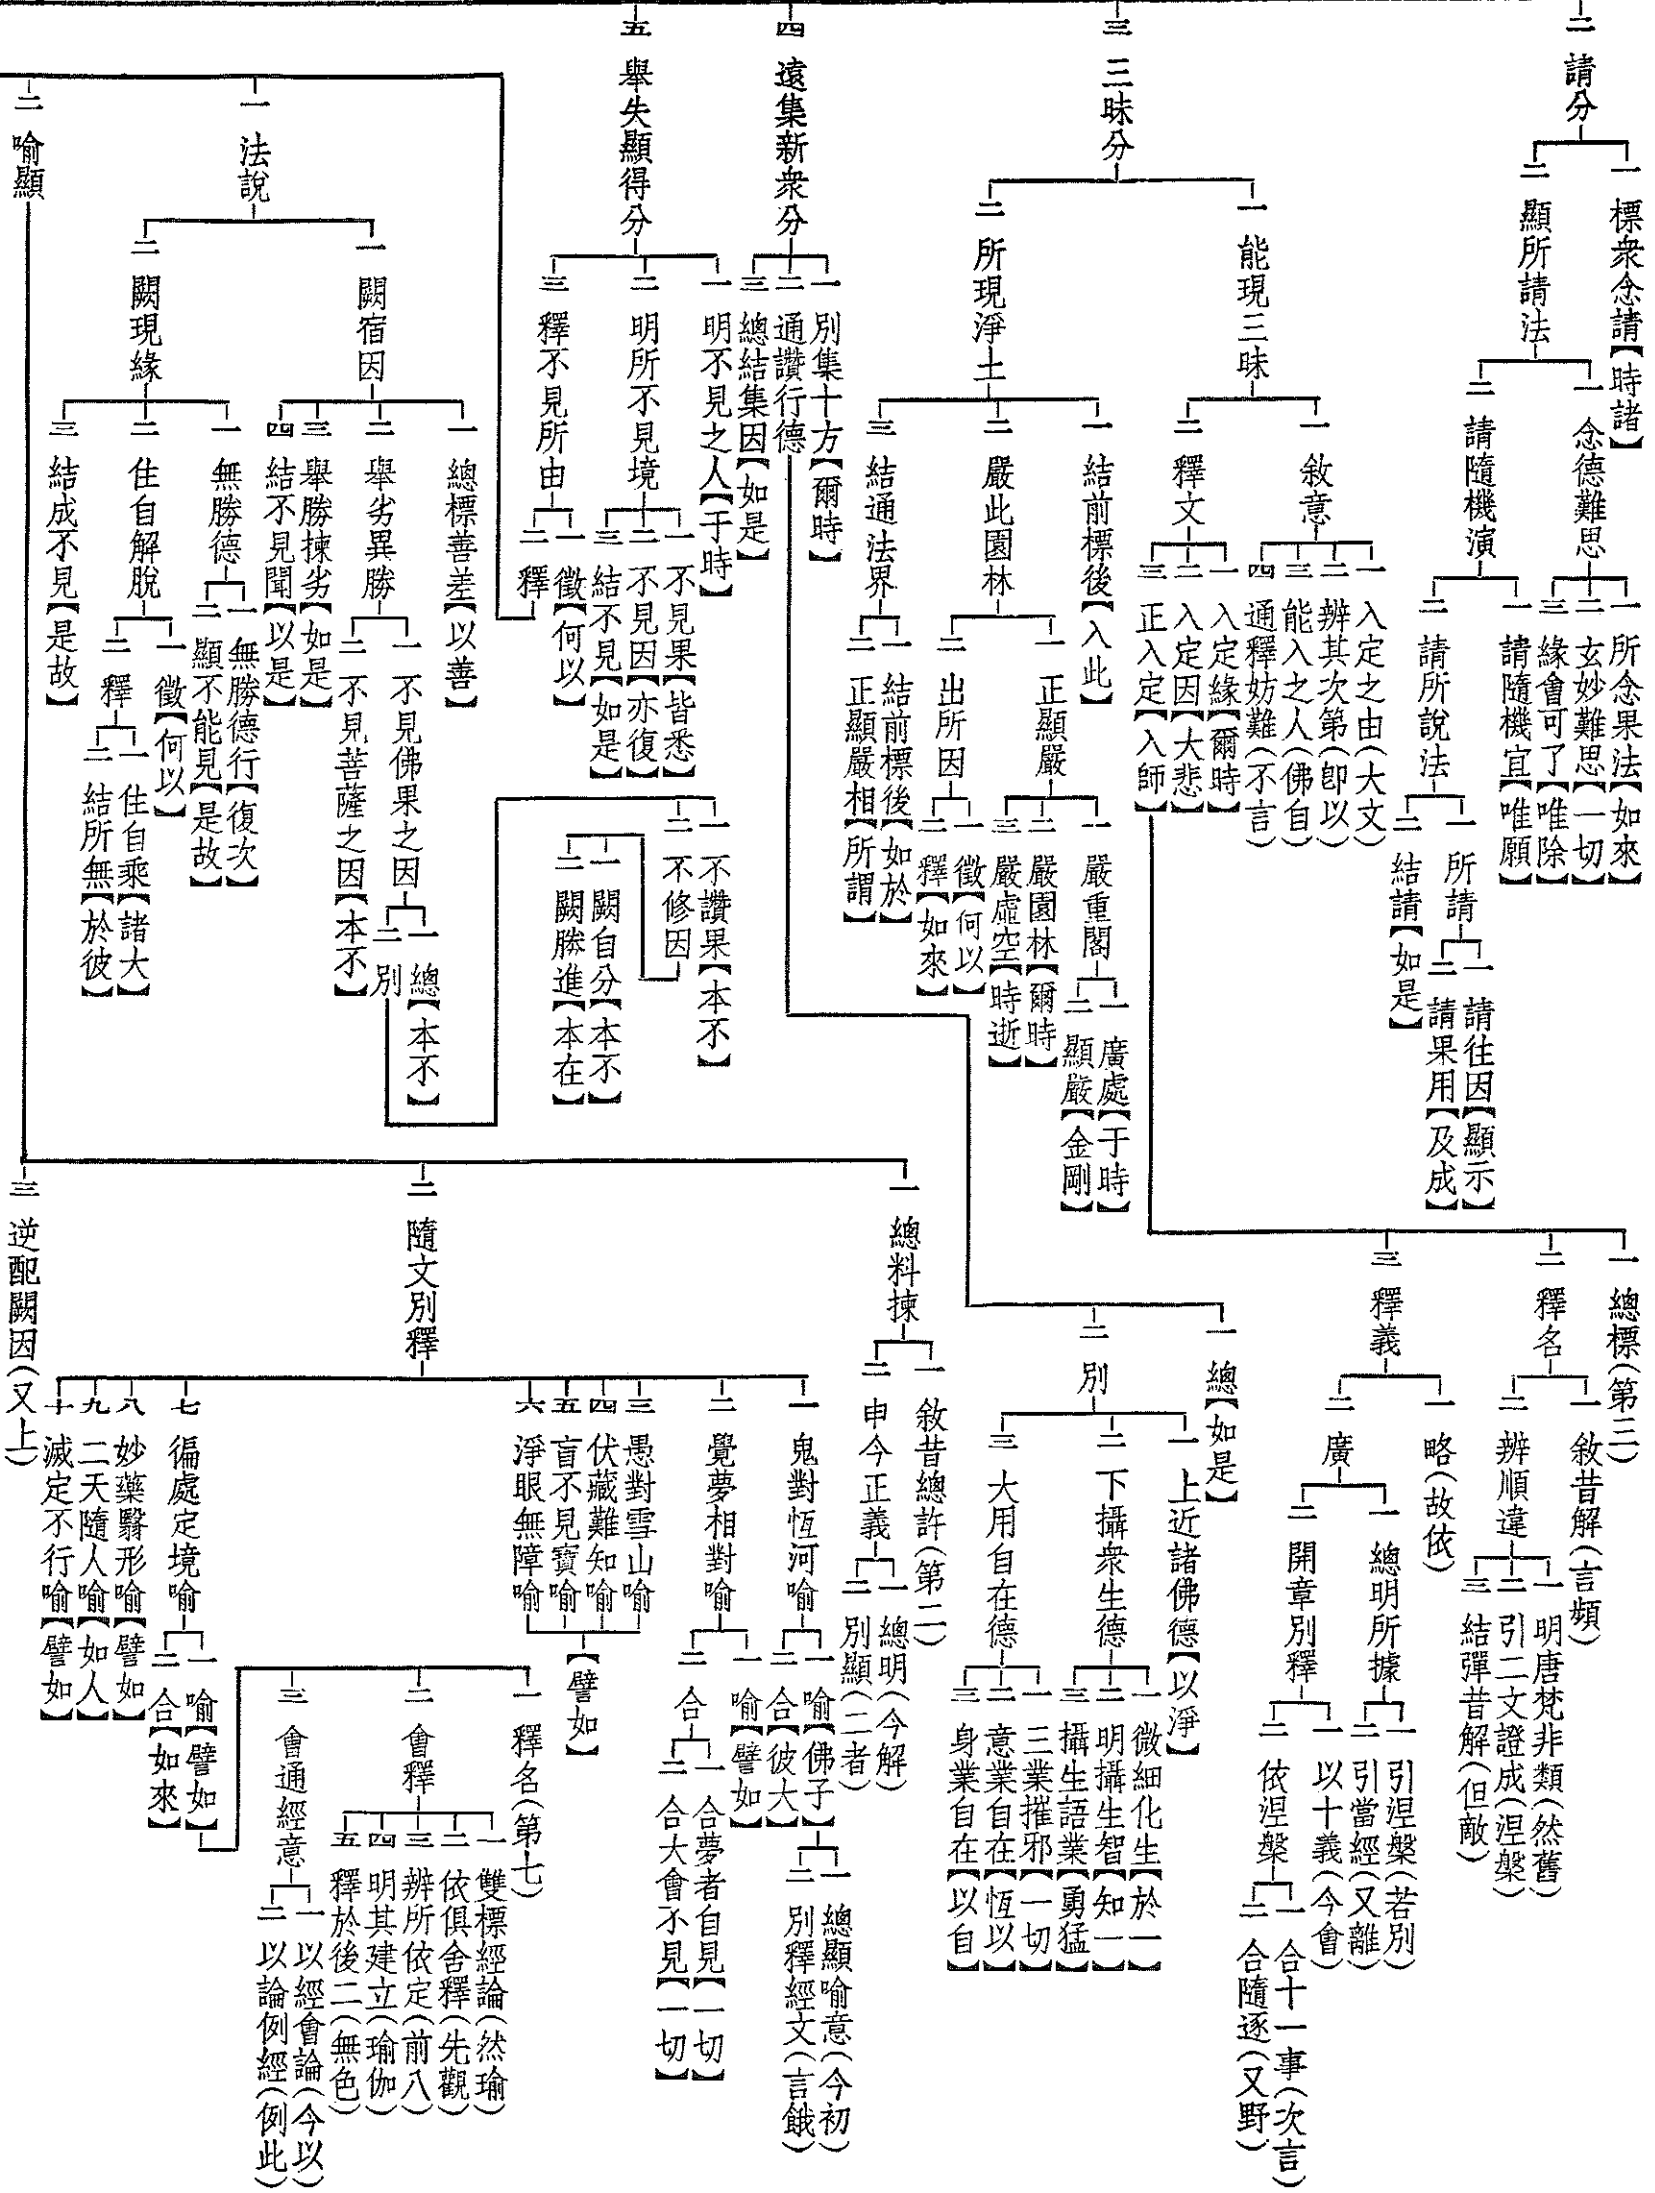 二 請分
一 標衆念請【時諸】
二 顯所請法
一 念德難思
一 所念果法【如來】
二 玄妙難思【一切】
三 緣會可了【唯除】
二 請隨機演
一 請隨機宜【唯願】
二 請所說法
一 所請
一 請往因【顯示】
二 請果用【及成】
二 結請【如是】
三 三昧分
一 能現三昧
一 敘意
一 入定之由(大文)
二 辨其次第(卽以)
三 能入之人(佛自)
四 通釋妨難(不言)
二 釋文
一 入定緣【爾時】
二 入定因【大悲】
三 正入定【入師】
一 總標(第三)
二 釋名
一 敘昔解(言頻)
二 辨順違
一 明唐梵非類(然舊)
二 引二文證成(涅槃)
三 結彈昔解(但敵)
三 釋義
一 略(故依)
二 廣
一 總明所據
一 引涅槃(若別)
二 引當經(又離)
二 開章別釋
一 以十義(今會)
二 依涅槃
一 合十一事(次言)
二 合隨逐(又野)
二 所現淨土
一 結前標後【入此】
二 嚴此園林
一 正顯嚴
一 嚴重閣
一 廣處【于時】
二 顯嚴【金剛】
二 嚴園林【爾時】
三 嚴虛空【時逝】
二 出所因
一 徵【何以】
二 釋【如來】
三 結通法界
一 結前標後【如於】
二 正顯嚴相【所謂】
四 遠集新衆分
一 別集十方【爾時】
二 通讚行德
三 總結集因【如是】
一 總【如是】
二 別
一 上近諸佛德【以淨】
二 下攝衆生德
一 微細化生【於一】
二 明攝生智【知一】
三 攝生語業【勇猛】
三 大用自在德
一 三業摧邪【一切】
二 意業自在【恆以】
三 身業自在【以自】
五 舉失顯得分
一 明不見之人【于時】
二 明所不見境
一 不見果【皆悉】
二 不見因【亦復】
三 結不見【如是】
三 釋不見所由
一 徵【何以】
二 釋
一 法說
一 闕宿因
一 總標善差【以善】
二 舉劣異勝
一 不見佛果之因
一 總【本不】
二 別
一 不讚果【本不】
二 不修因
一 闕自分【本不】
二 闕勝進【本在】
二 不見菩薩之因【本不】
三 舉勝揀劣【如是】
四 結不見聞【以是】
二 闕現緣
一 無勝德
一 無勝德行【復次】
二 顯不能見【是故】
二 住自解脫
一 徵【何以】
二 釋
一 住自乘【諸大】
二 結所無【於彼】
三 結成不見【是故】
二 喻顯
一 總料揀
一 敘昔總許(第二)
二 申今正義
一 總明(今解)
二 別顯(二者)
二 隨文別釋
一 鬼對恆河喻
一 喻【佛子】
一 總顯喻意(今初)
二 別釋經文(言餓)
二 合【彼大】
二 覺夢相對喻
一 喻【譬如】
二 合
一 合夢者自見【一切】
二 合大會不見【一切】
三 愚對雪山喻
四 伏藏難知喻
五 盲不見寶喻
六 淨眼無障喻
【譬如】
七 徧處定境喻
一 喻【譬如】
一 釋名(第七)
二 會釋
一 雙標經論(然瑜)
二 依俱舍釋(先觀)
三 辨所依定(前八)
四 明其建立(瑜伽)
五 釋於後二(無色)
三 會通經意
一 以經會論(今以)
二 以論例經(例此)
二 合【如來】
八 妙藥翳形喻【譬如】
九 二天隨人喻【如人】
十 滅定不行喻【譬如】
三 逆配闕因(又上)